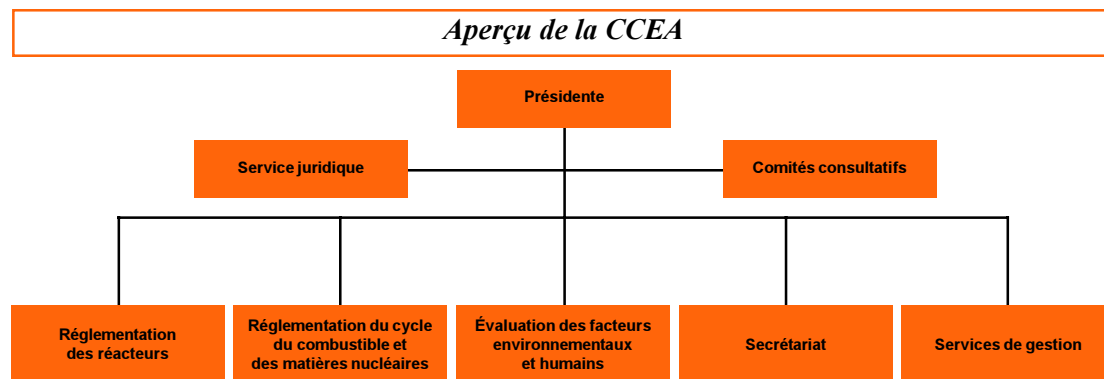 Aperçu de la CCEA
Présidente
Service juridique
Comités consultatifs
Réglementation
des réacteurs
Réglementation du cycle
du combustible et
des matières nucléaires
Évaluation des facteurs
environnementaux
et humains
Secrétariat
Services de gestion